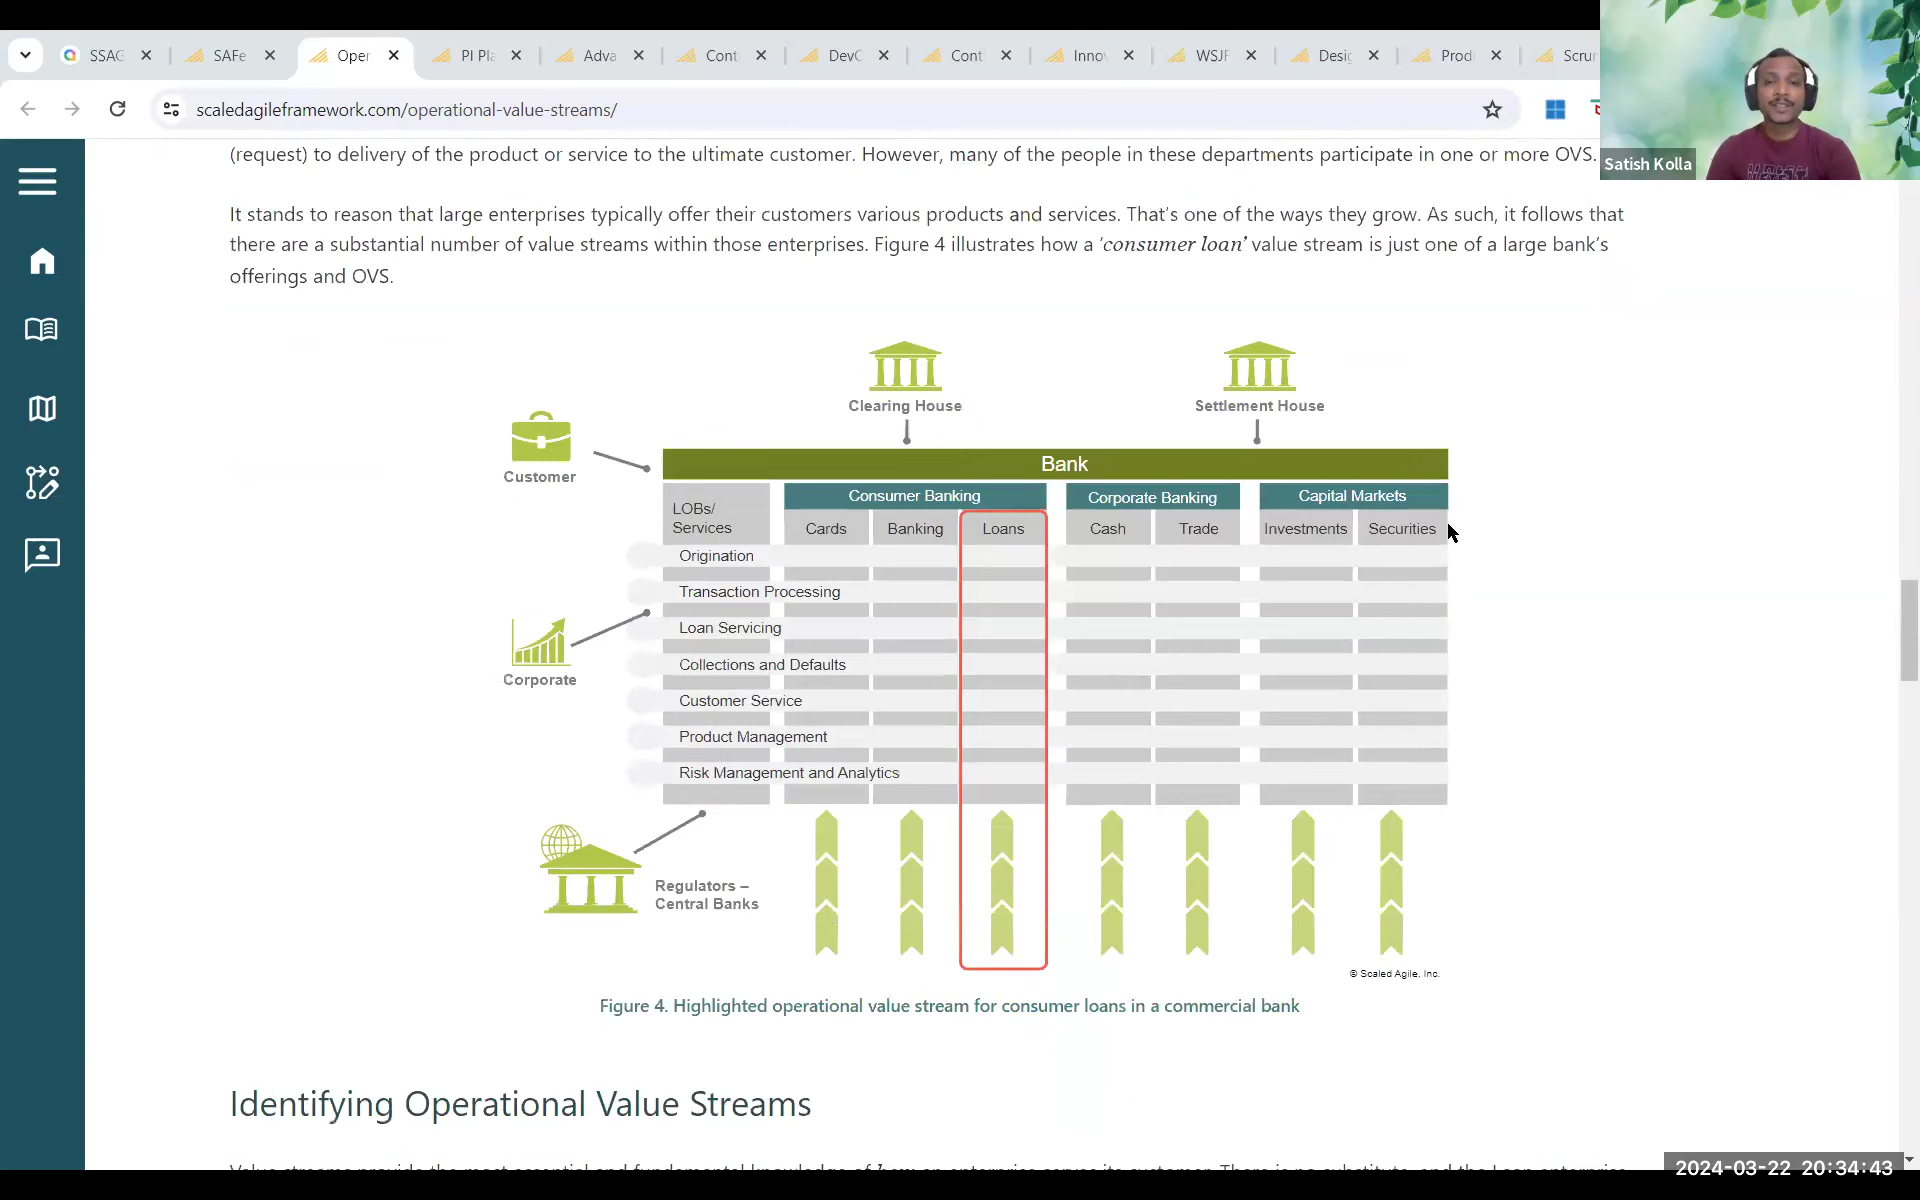 SSAG
SAFe
Oper
PI Pla
Adva
Conti
DevO
Conti
Innov
WSJF
Desig
Produ
Scrun
scaledagileframework.com/operational-value-streams/
Satish Kolla
(request) to delivery of the product or service to the ultimate customer. However, many of the people in these departments participate in one or more OVS.
It stands to reason that large enterprises typically offer their customers various products and services. That’s one of the ways they grow. As such, it follows that
there are a substantial number of value streams within those enterprises. Figure 4 illustrates how a ‘consumer loan’ value stream is just one of a large bank’s
offerings and OVS.
Clearing House
Settlement House
Customer
Bank
LOBs/
Services
Consumer Banking
Corporate Banking
Capital Markets
Cards
Banking
Loans
Cash
Trade
Investments
Securities
Origination
Transaction Processing
Loan Servicing
Collections and Defaults
Customer Service
Product Management
Risk Management and Analytics
Corporate
Regulators –
Central Banks
© Scaled Agile, Inc.
Figure 4. Highlighted operational value stream for consumer loans in a commercial bank
Identifying Operational Value Streams
2024-03-22 20:34:43